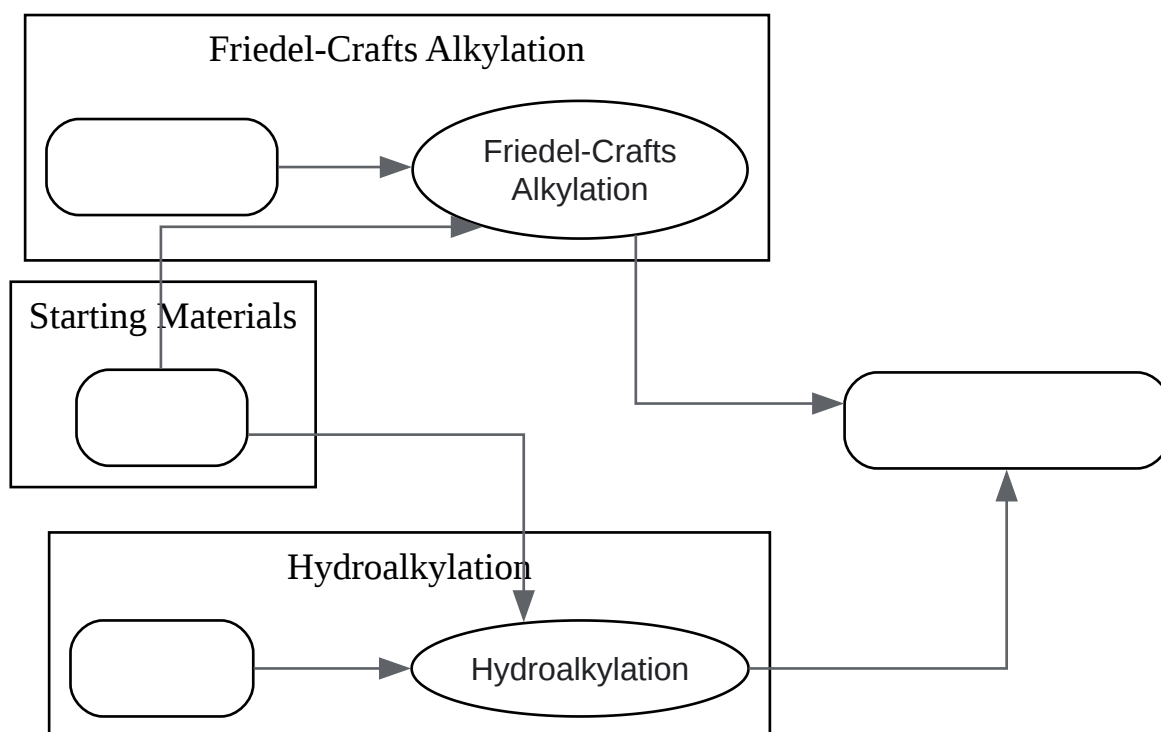 Friedel-Crafts Alkylation
Friedel-Crafts
Alkylation
Starting Materials
Hydroalkylation
Hydroalkylation